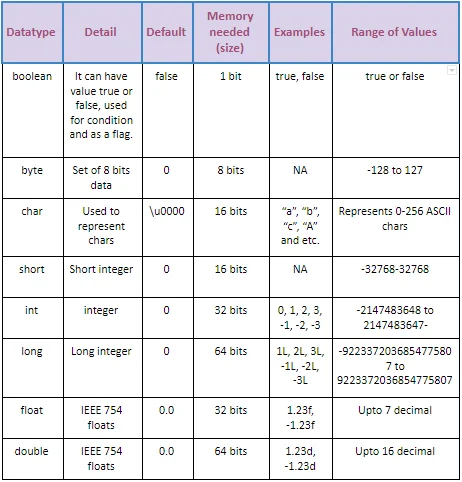 Datatype Detail Default Memory needed (size) Examples Range of Values
boolean It can have value true or false, used for condition and as a flag. false 1 bit true, false true or false
byte Set of 8 bits data 0 8 bits NA -128 to 127
char Used to represent chars \u0000 16 bits “a”, “b”, “c”, “A” and etc. Represents 0-256 ASCII chars
short Short integer 0 16 bits NA -32768-32768
int integer 0 32 bits 0, 1, 2, 3, -1, -2, -3 -2147483648 to 2147483647-
long Long integer 0 64 bits 1L, 2L, 3L, -1L, -2L, -3L -9223372036854775807 to 9223372036854775807
float IEEE 754 floats 0.0 32 bits 1.23f, -1.23f Upto 7 decimal
double IEEE 754 floats 0.0 64 bits 1.23d, -1.23d Upto 16 decimal